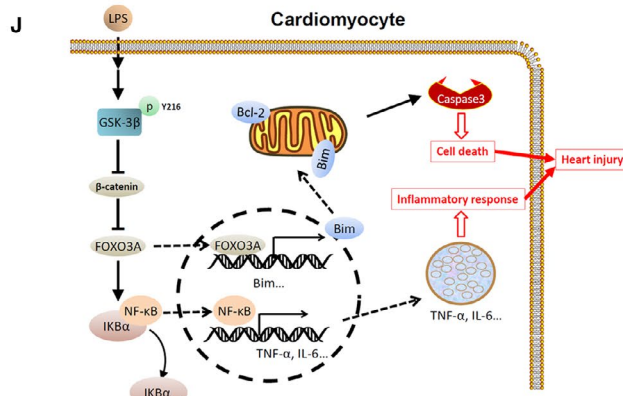 J
Cardiomyocyte
LPS
p
Y216
GSK-3β
β-catenin
FOXO3A
NF-κB
IKBα
IKBα
FOXO3A
Bim...
Bim
NF-κB
TNF-α, IL-6...
Bcl-2
Bim
Caspase3
Cell death
Heart injury
Inflammatory response
TNF-α, IL-6...